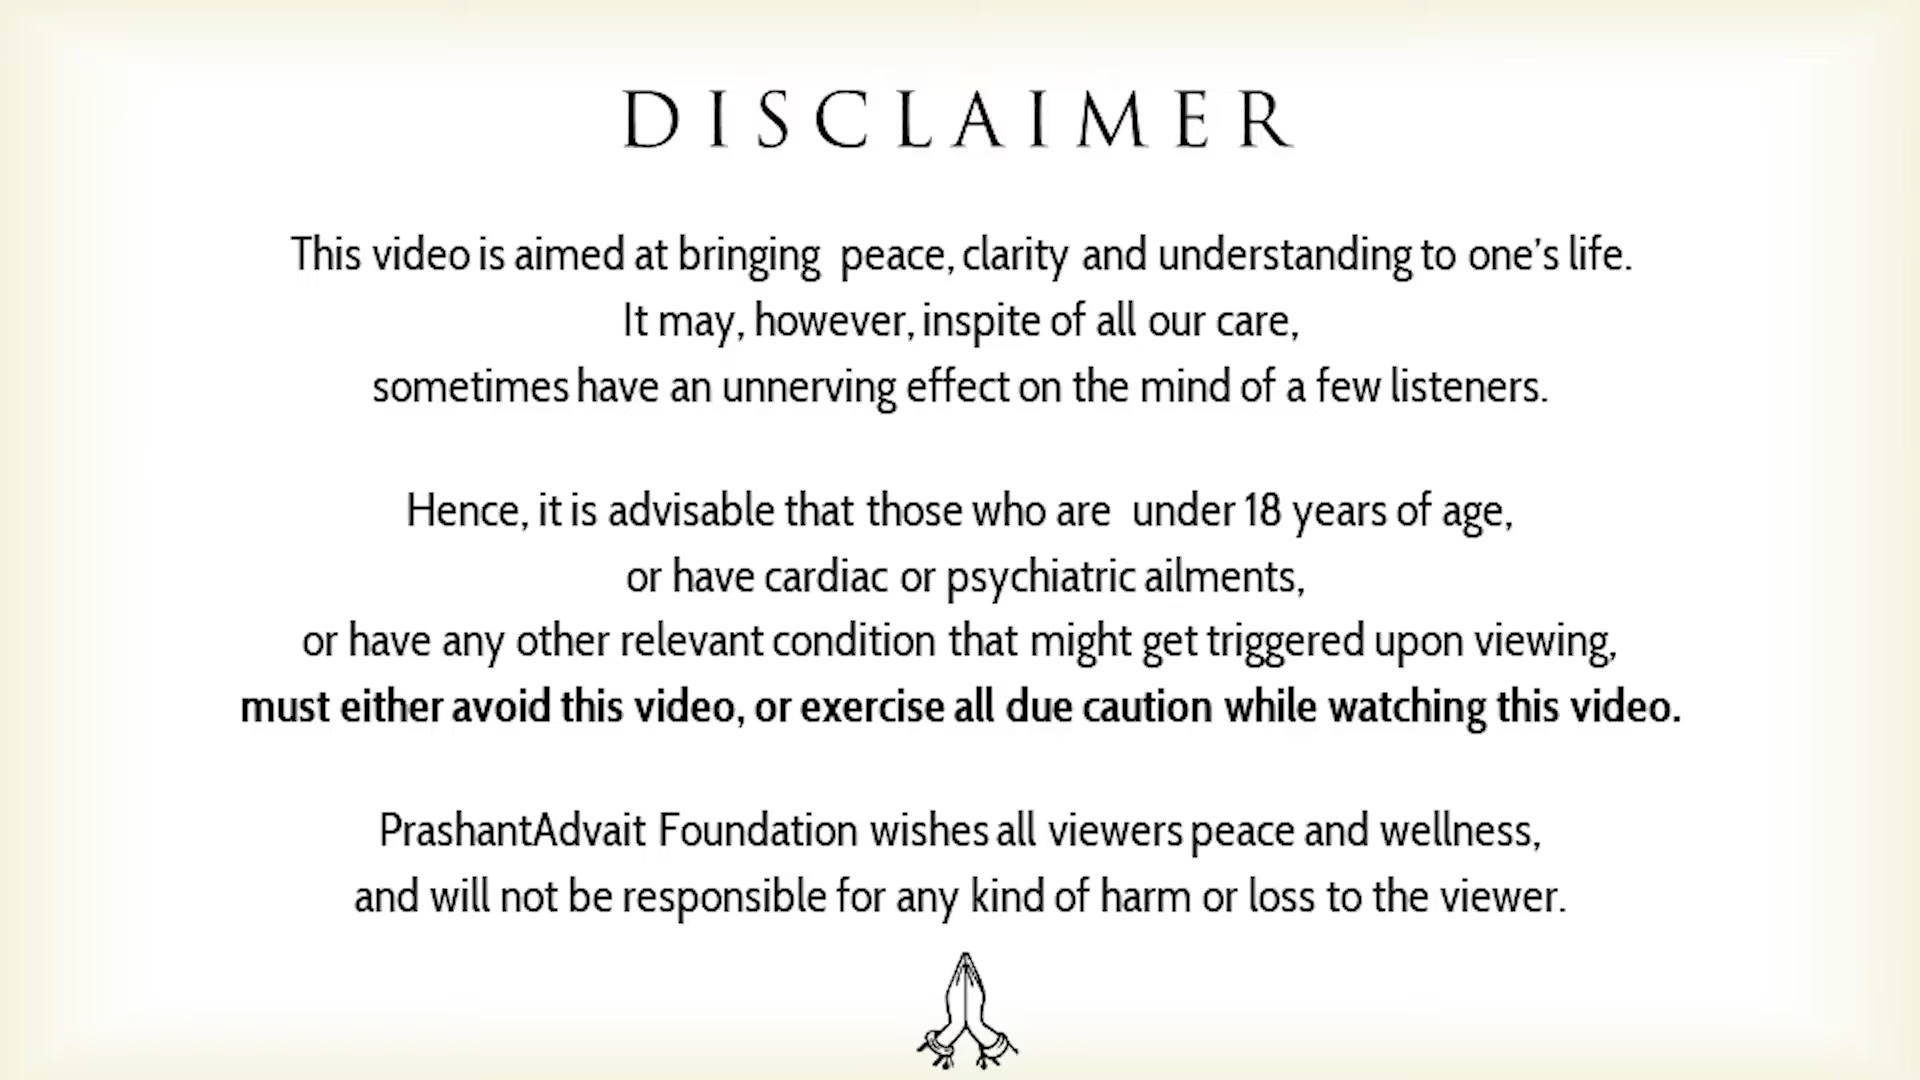 DISCLAIMER
This video is aimed at bringing peace, clarity and understanding to one's life.
It may, however, inspite of all our care,
sometimes have an unnerving effect on the mind of a few listeners.
Hence, it is advisable that those who are under 18 years of age,
or have cardiac or psychiatric ailments,
or have any other relevant condition that might get triggered upon viewing,
must either avoid this video, or exercise all due caution while watching this video.
PrashantAdvait Foundation wishes all viewers peace and wellness,
and will not be responsible for any kind of harm or loss to the viewer.